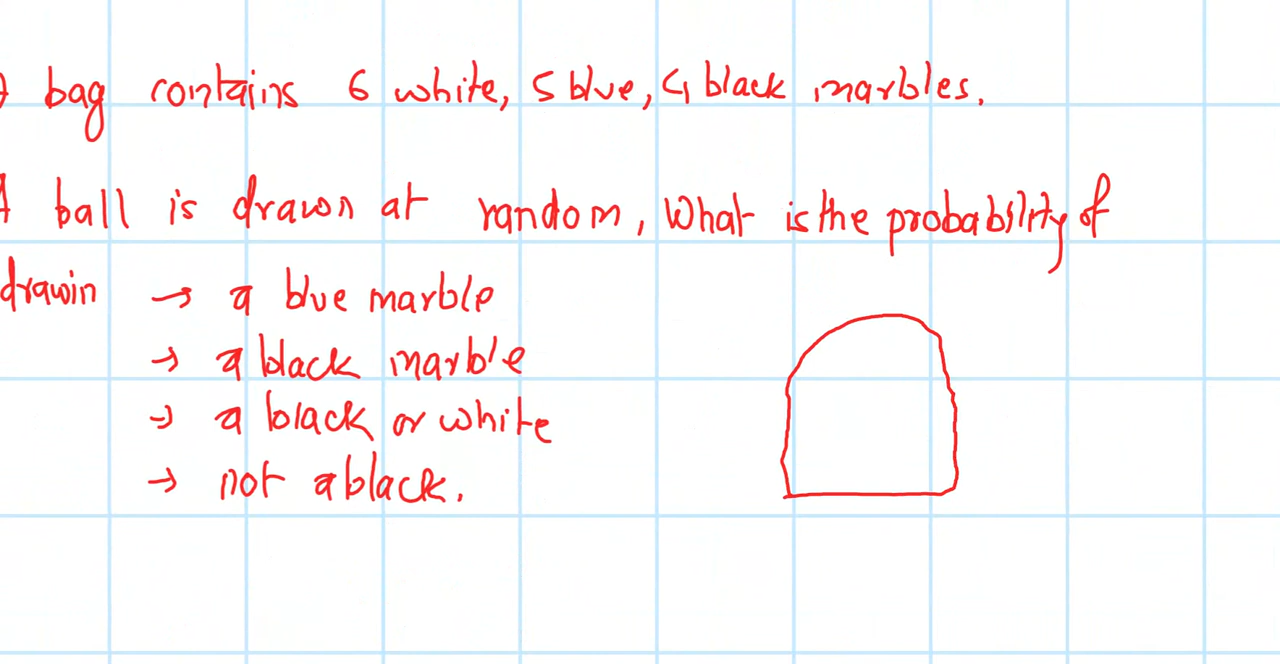 A bag contains 6 white, 5 blue, 4 black marbles.
A ball is drawn at random, What is the probability of
drawin → a blue marble
→ a black marble
→ a black or white
→ not a black.